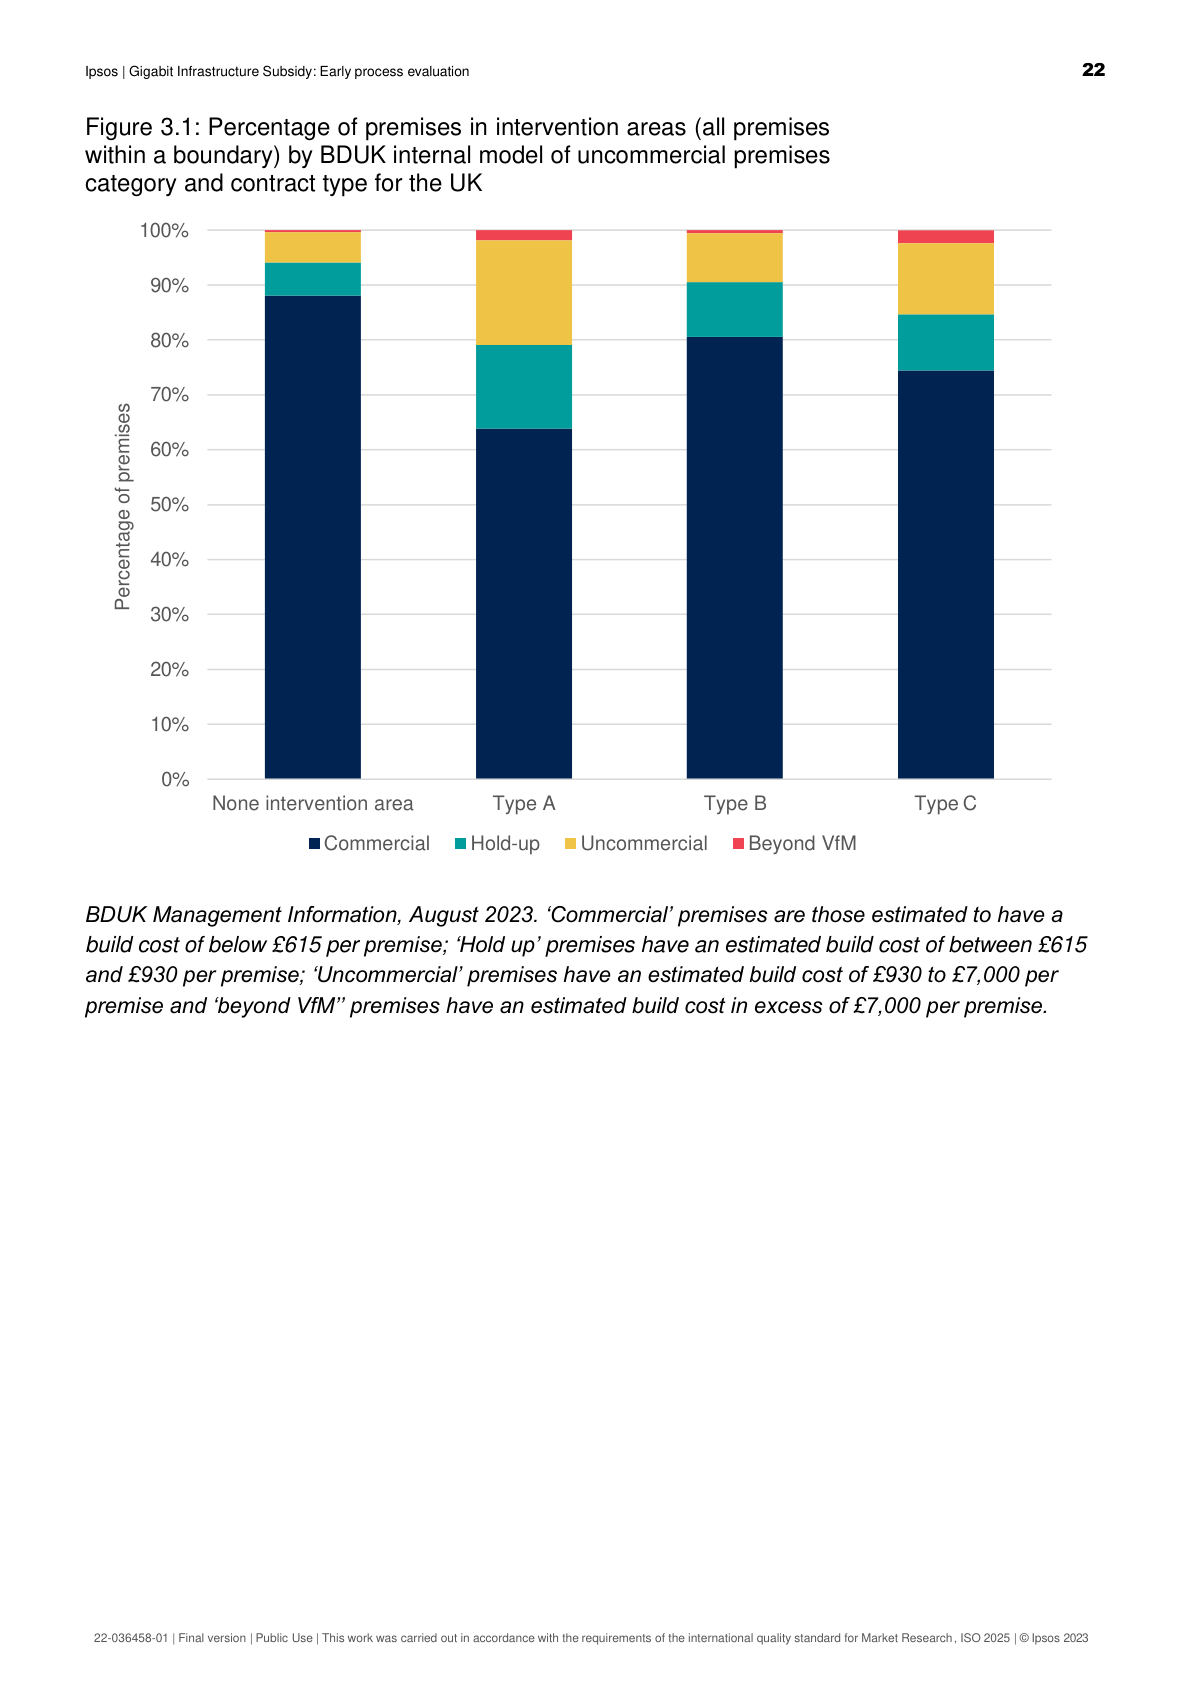 Ipsos | Gigabit Infrastructure Subsidy: Early process evaluation
22
Figure 3.1: Percentage of premises in intervention areas (all premises
within a boundary) by BDUK internal model of uncommercial premises
category and contract type for the UK
100%
90%
80%
70%
60%
50%
40%
30%
20%
10%
0%
Percentage of premises
None intervention area Type A Type B Type C
Commercial Hold-up Uncommercial Beyond VfM
BDUK Management Information, August 2023. ‘Commercial’ premises are those estimated to have a
build cost of below £615 per premise; ‘Hold up’ premises have an estimated build cost of between £615
and £930 per premise; ‘Uncommercial’ premises have an estimated build cost of £930 to £7,000 per
premise and ‘beyond VfM’’ premises have an estimated build cost in excess of £7,000 per premise.
22-036458-01 | Final version | Public Use | This work was carried out in accordance with the requirements of the international quality standard for Market Research, ISO 2025 | © Ipsos 2023